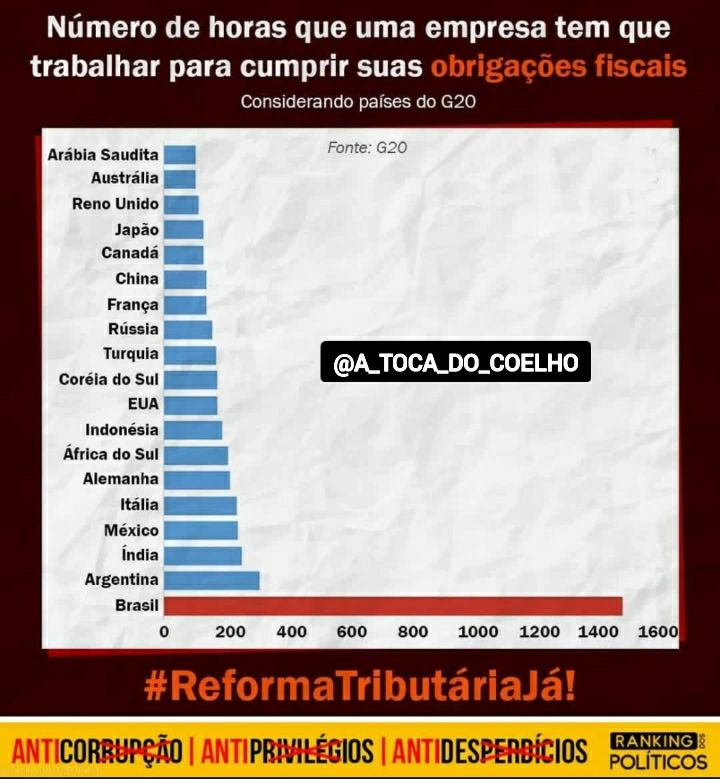 Número de horas que uma empresa tem que
trabalhar para cumprir suas obrigações fiscais
Considerando países do G20
Fonte: G20
Arábia Saudita
Austrália
Reno Unido
Japão
Canadá
China
França
Rússia
Turquia
@A_TOCA_DO_COELHO
Coréia do Sul
EUA
Indonésia
África do Sul
Alemanha
Itália
México
Índia
Argentina
Brasil
0 200 400 600 800 1000 1200 1400 1600
#ReformaTributáriaJá!
ANTICORRUPÇÃO | ANTIPRIVILÉGIOS | ANTIDESPERDÍCIOS
RANKING DOS
POLÍTICOS